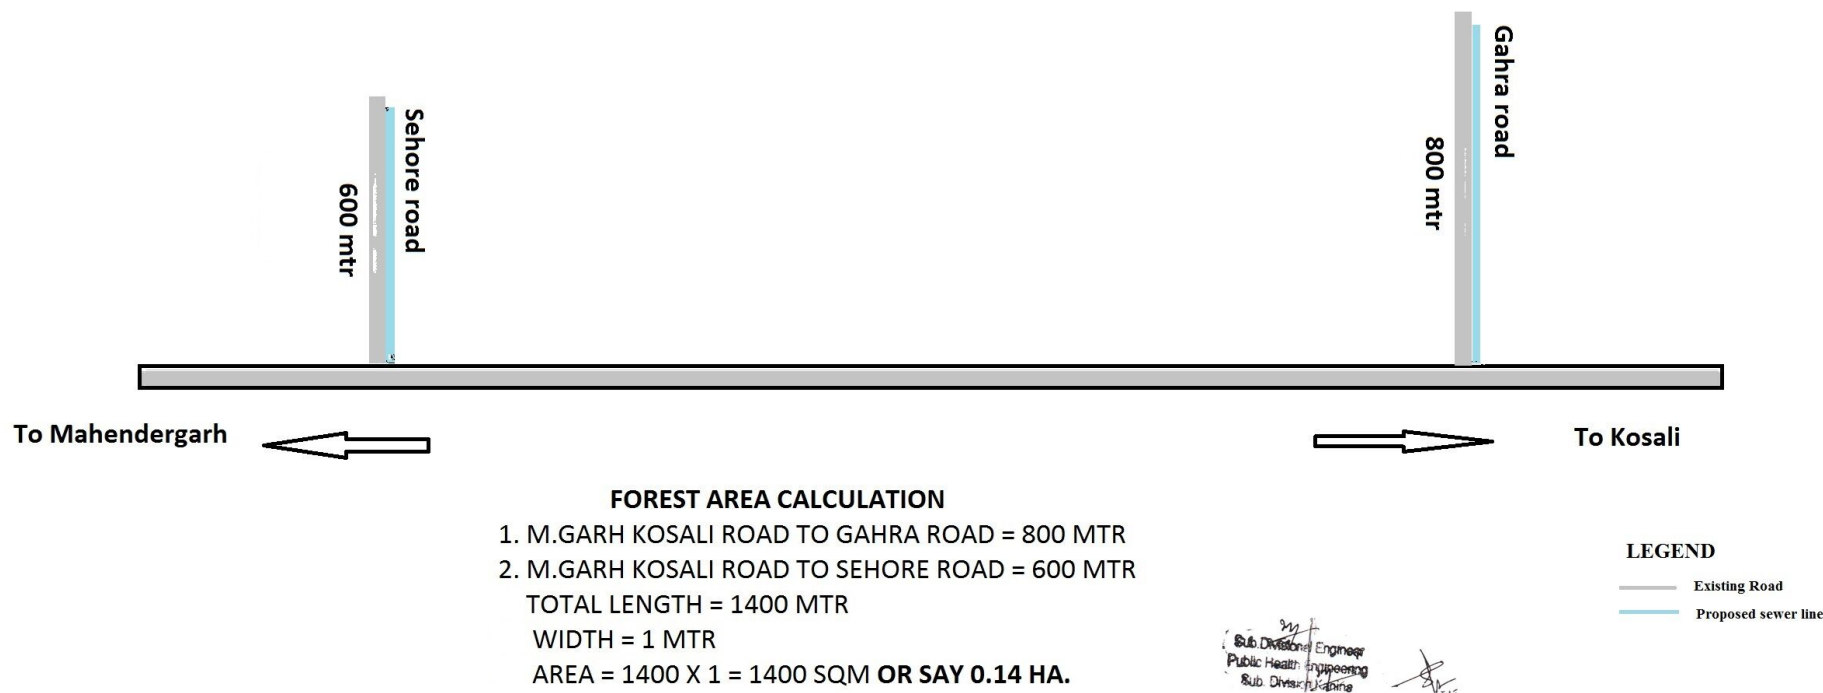 Gahra road
800 mtr
Sehore road
600 mtr
To Mahendergarh
To Kosali
FOREST AREA CALCULATION
1. M.GARH KOSALI ROAD TO GAHRA ROAD = 800 MTR
2. M.GARH KOSALI ROAD TO SEHORE ROAD = 600 MTR
TOTAL LENGTH = 1400 MTR
WIDTH = 1 MTR
AREA = 1400 X 1 = 1400 SQM OR SAY 0.14 HA.
LEGEND
Existing Road
Proposed sewer line
Sub Divisional Engineer
Public Health Engineering
Sub Division Kanina